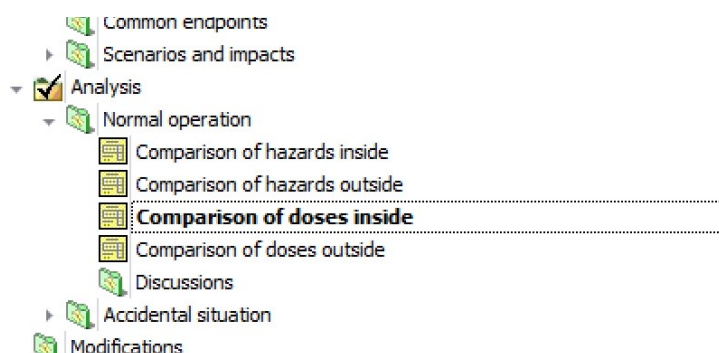 Common endpoints
Scenarios and impacts
Analysis
Normal operation
Comparison of hazards inside
Comparison of hazards outside
Comparison of doses inside
Comparison of doses outside
Discussions
Accidental situation
Modifications